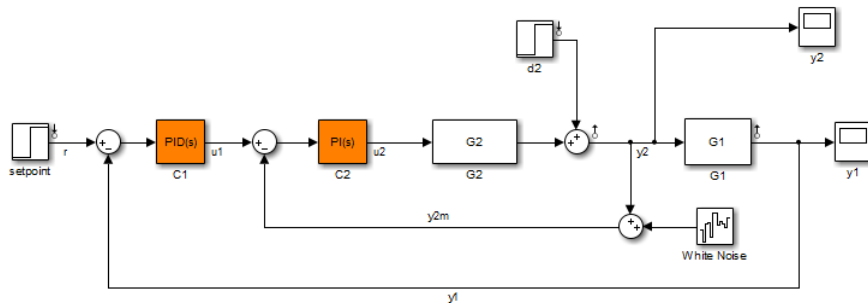 y2
d2
setpoint
r
+
−
PID(s)
C1
u1
+
−
PI(s)
C2
u2
G2
G2
+
+
y2
G1
G1
y1
y2m
+
+
White Noise
y1